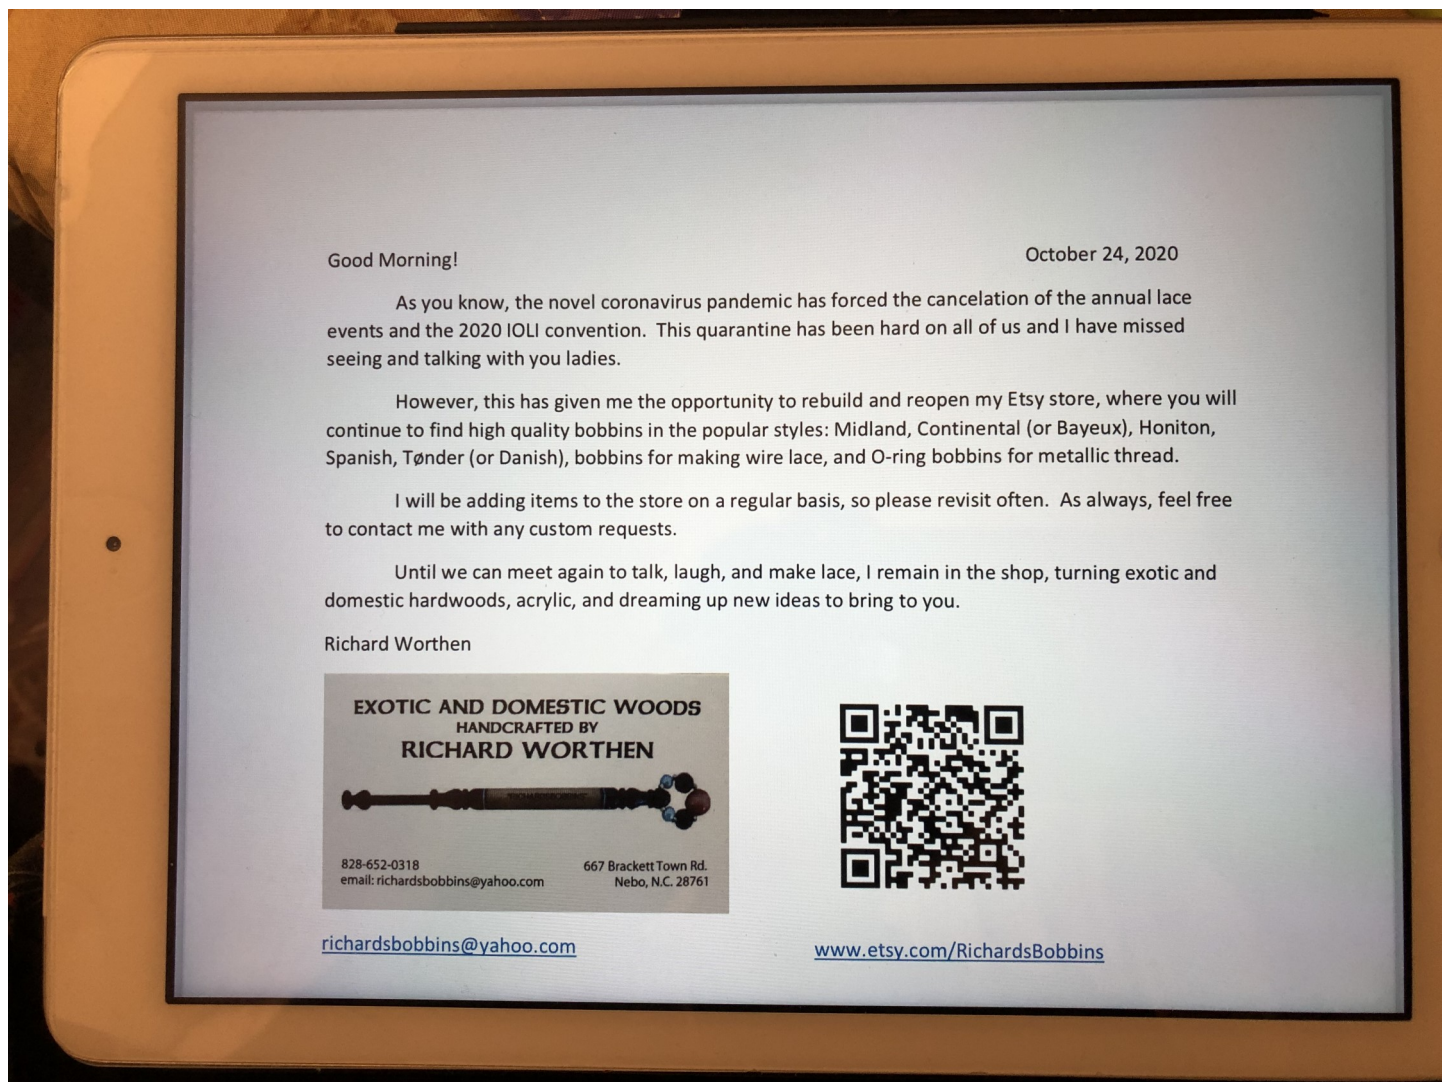 Good Morning! October 24, 2020
As you know, the novel coronavirus pandemic has forced the cancelation of the annual lace
events and the 2020 IOLI convention.  This quarantine has been hard on all of us and I have missed
seeing and talking with you ladies.
However, this has given me the opportunity to rebuild and reopen my Etsy store, where you will
continue to find high quality bobbins in the popular styles: Midland, Continental (or Bayeux), Honiton,
Spanish, Tønder (or Danish), bobbins for making wire lace, and O-ring bobbins for metallic thread.
I will be adding items to the store on a regular basis, so please revisit often.  As always, feel free
to contact me with any custom requests.
Until we can meet again to talk, laugh, and make lace, I remain in the shop, turning exotic and
domestic hardwoods, acrylic, and dreaming up new ideas to bring to you.
Richard Worthen
EXOTIC AND DOMESTIC WOODS
HANDCRAFTED BY
RICHARD WORTHEN
828-652-0318
email: richardsbobbins@yahoo.com
667 Brackett Town Rd.
Nebo, N.C. 28761
richardsbobbins@yahoo.com
www.etsy.com/RichardsBobbins